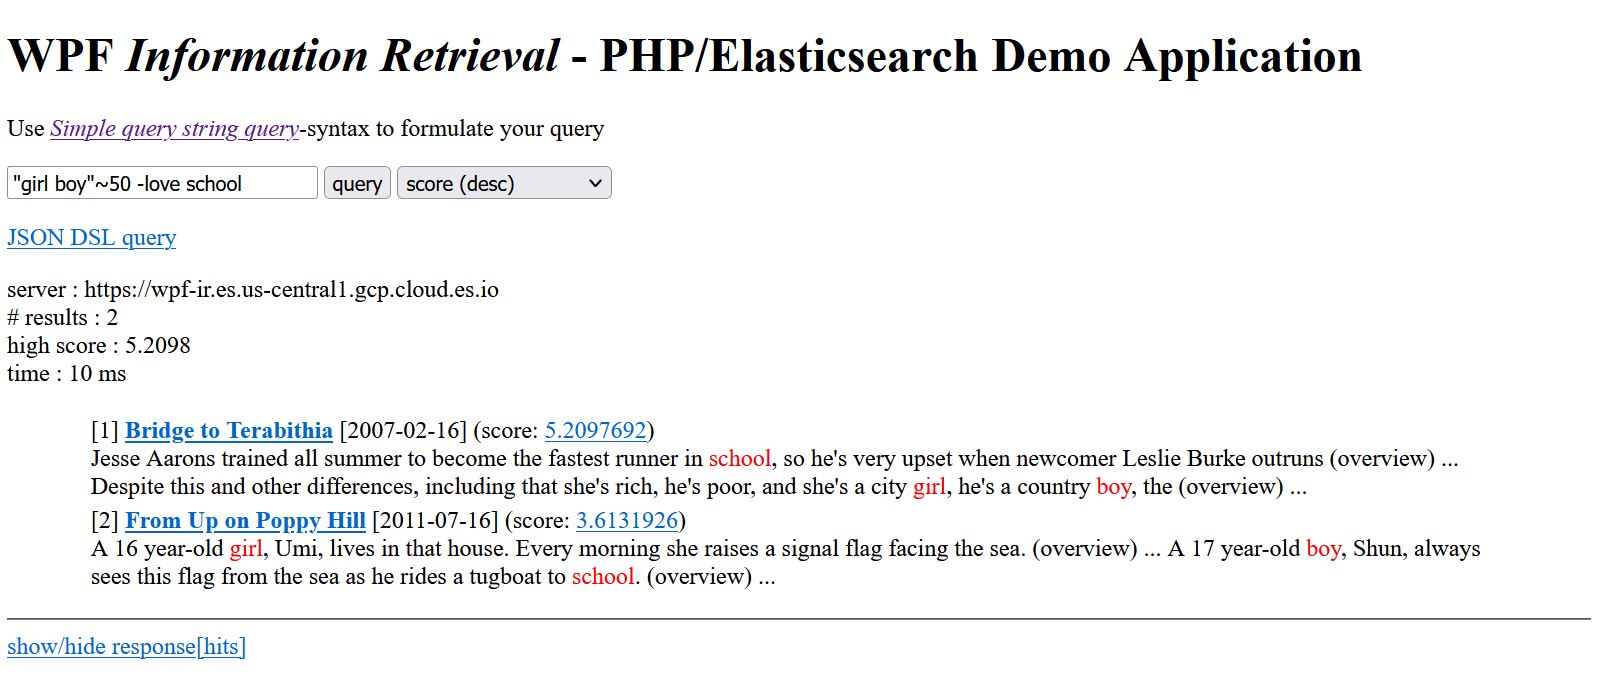 WPF Information Retrieval - PHP/Elasticsearch Demo Application
Use Simple query string query-syntax to formulate your query
"girl boy"~50 -love school query score (desc)
JSON DSL query
server : https://wpf-ir.es.us-central1.gcp.cloud.es.io
# results : 2
high score : 5.2098
time : 10 ms
[1] Bridge to Terabithia [2007-02-16] (score: 5.2097692)
Jesse Aarons trained all summer to become the fastest runner in school, so he's very upset when newcomer Leslie Burke outruns (overview) ...
Despite this and other differences, including that she's rich, he's poor, and she's a city girl, he's a country boy, the (overview) ...
[2] From Up on Poppy Hill [2011-07-16] (score: 3.6131926)
A 16 year-old girl, Umi, lives in that house. Every morning she raises a signal flag facing the sea. (overview) ... A 17 year-old boy, Shun, always
sees this flag from the sea as he rides a tugboat to school. (overview) ...
show/hide response[hits]